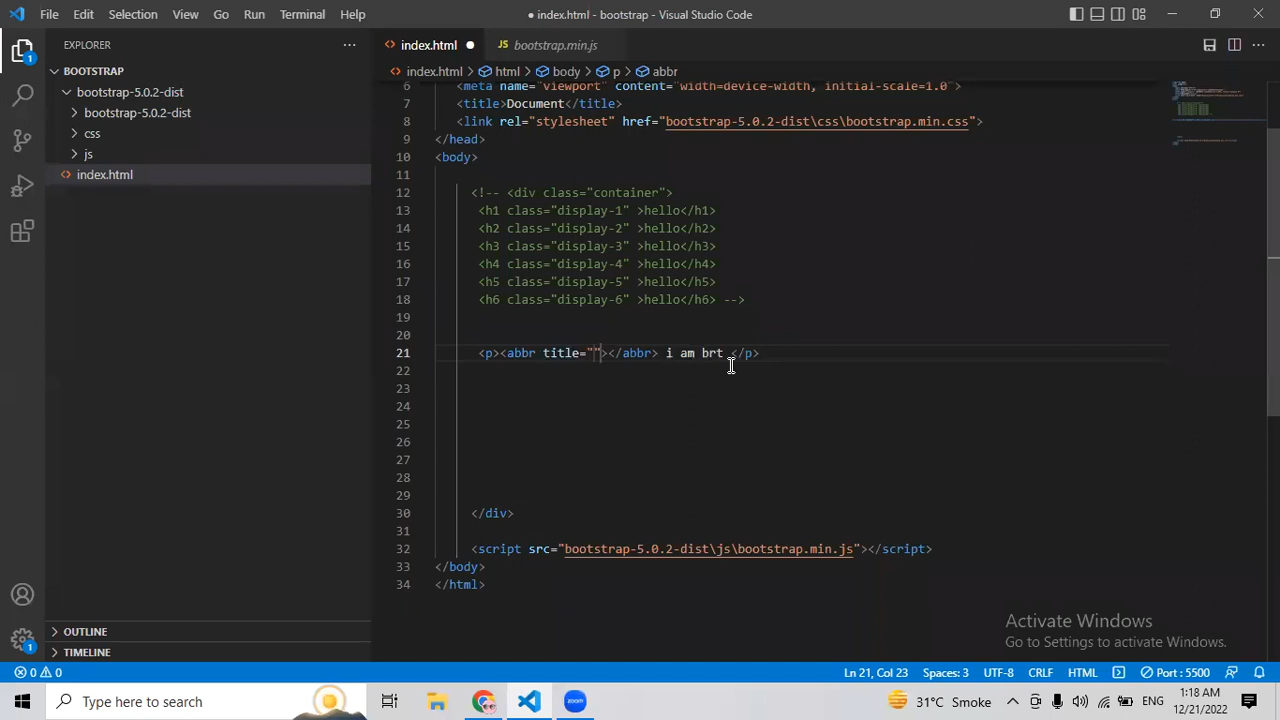 File Edit Selection View Go Run Terminal Help
● index.html - bootstrap - Visual Studio Code
EXPLORER
BOOTSTRAP
bootstrap-5.0.2-dist
bootstrap-5.0.2-dist
css
js
index.html
OUTLINE
TIMELINE
index.html ● JS bootstrap.min.js
index.html > html > body > p > abbr
6 <meta name="viewport" content="width=device-width, initial-scale=1.0">
7 <title>Document</title>
8 <link rel="stylesheet" href="bootstrap-5.0.2-dist\css\bootstrap.min.css">
9 </head>
10 <body>
11
12 <!-- <div class="container">
13 <h1 class="display-1" >hello</h1>
14 <h2 class="display-2" >hello</h2>
15 <h3 class="display-3" >hello</h3>
16 <h4 class="display-4" >hello</h4>
17 <h5 class="display-5" >hello</h5>
18 <h6 class="display-6" >hello</h6> -->
19
20
21 <p><abbr title=""></abbr> i am brt </p>
22
23
24
25
26
27
28
29
30 </div>
31
32 <script src="bootstrap-5.0.2-dist\js\bootstrap.min.js"></script>
33 </body>
34 </html>
Activate Windows
Go to Settings to activate Windows.
0 0 Ln 21, Col 23 Spaces: 3 UTF-8 CRLF HTML Port : 5500
Type here to search zoom 31°C Smoke ENG 1:18 AM
12/21/2022